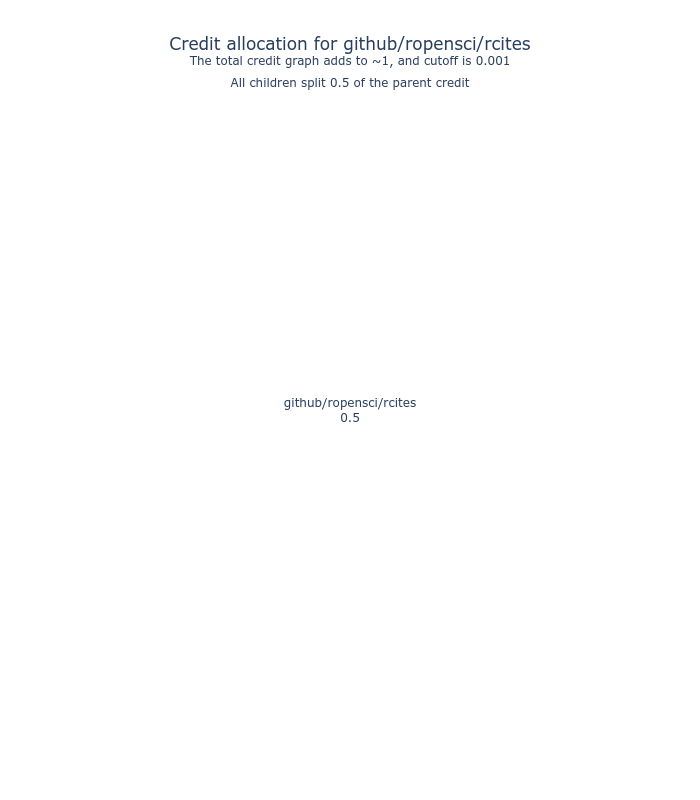 Credit allocation for github/ropensci/rcites
The total credit graph adds to ~1, and cutoff is 0.001
All children split 0.5 of the parent credit
github/ropensci/rcites
0.5